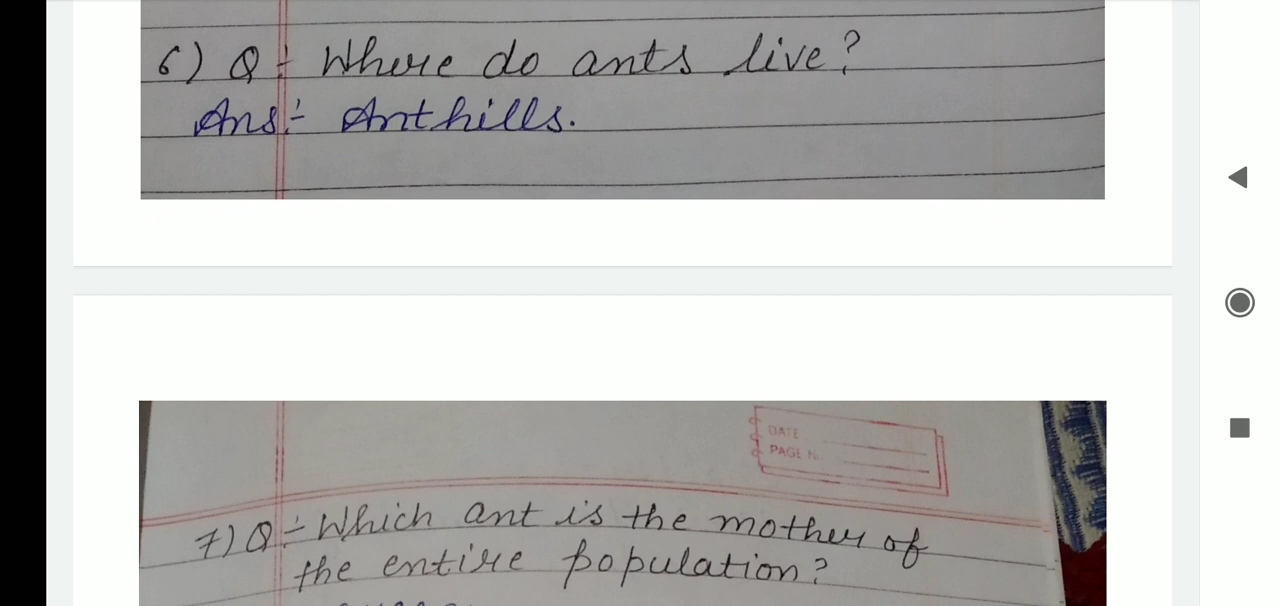 6) Q÷ Where do ants live?
Ans÷ Anthills.
DATE
PAGE N
7) Q÷ Which ant is the mother of
the entire population?